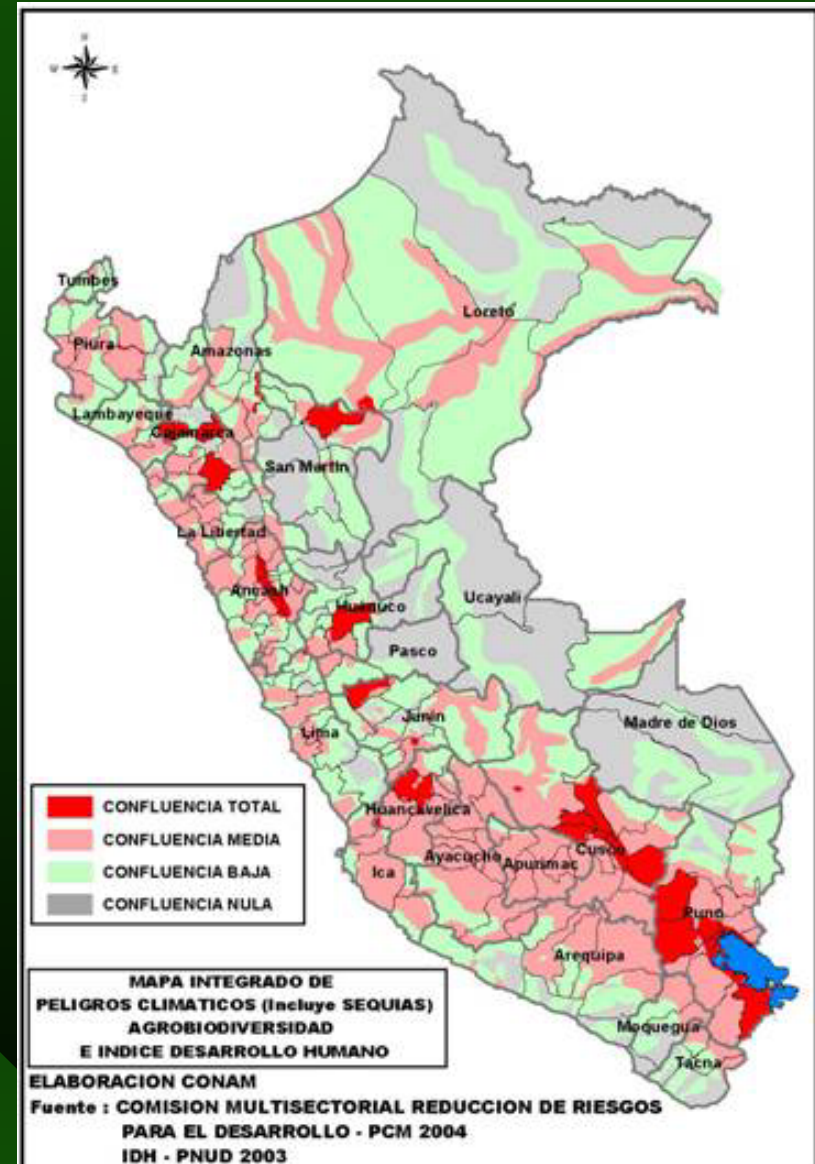 N
W E
S
Tumbes
Piura
Amazonas
Loreto
Lambayeque
Cajamarca
San Martin
La Libertad
Ancash
Huanuco
Ucayali
Pasco
Junin
Lima
Madre de Dios
Huancavelica
Ayacucho
Apurimac
Cusco
Ica
Puno
Arequipa
Moquegua
Tacna
CONFLUENCIA TOTAL
CONFLUENCIA MEDIA
CONFLUENCIA BAJA
CONFLUENCIA NULA
MAPA INTEGRADO DE
PELIGROS CLIMATICOS (Incluye SEQUIAS)
AGROBIODIVERSIDAD
E INDICE DESARROLLO HUMANO
ELABORACION CONAM
Fuente : COMISION MULTISECTORIAL REDUCCION DE RIESGOS
PARA EL DESARROLLO - PCM 2004
IDH - PNUD 2003